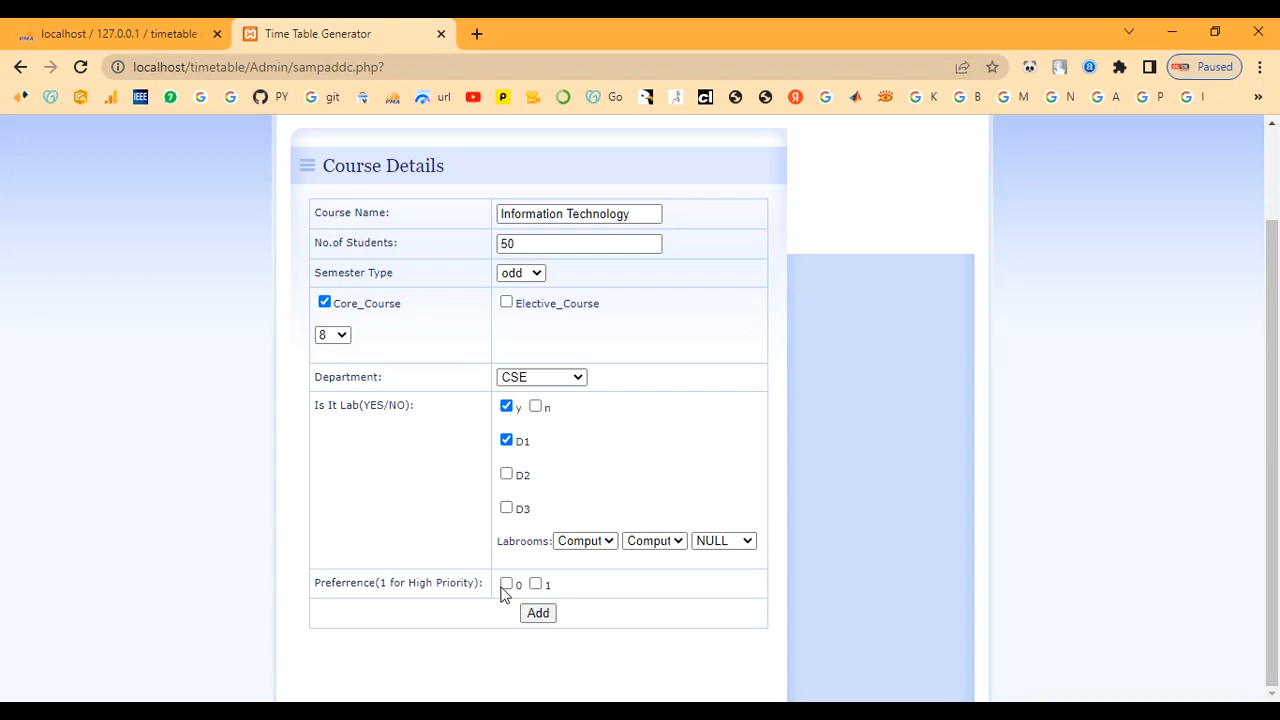 localhost / 127.0.0.1 / timetable
Time Table Generator
localhost/timetable/Admin/sampaddc.php?
Paused
IEEE
PY
git
url
Go
K
B
M
N
A
P
I
»
Course Details
Course Name:
Information Technology
No.of Students:
50
Semester Type
odd
Core_Course
Elective_Course
8
Department:
CSE
Is It Lab(YES/NO):
y n
D1
D2
D3
Labrooms: Comput Comput NULL
Preferrence(1 for High Priority):
0 1
Add